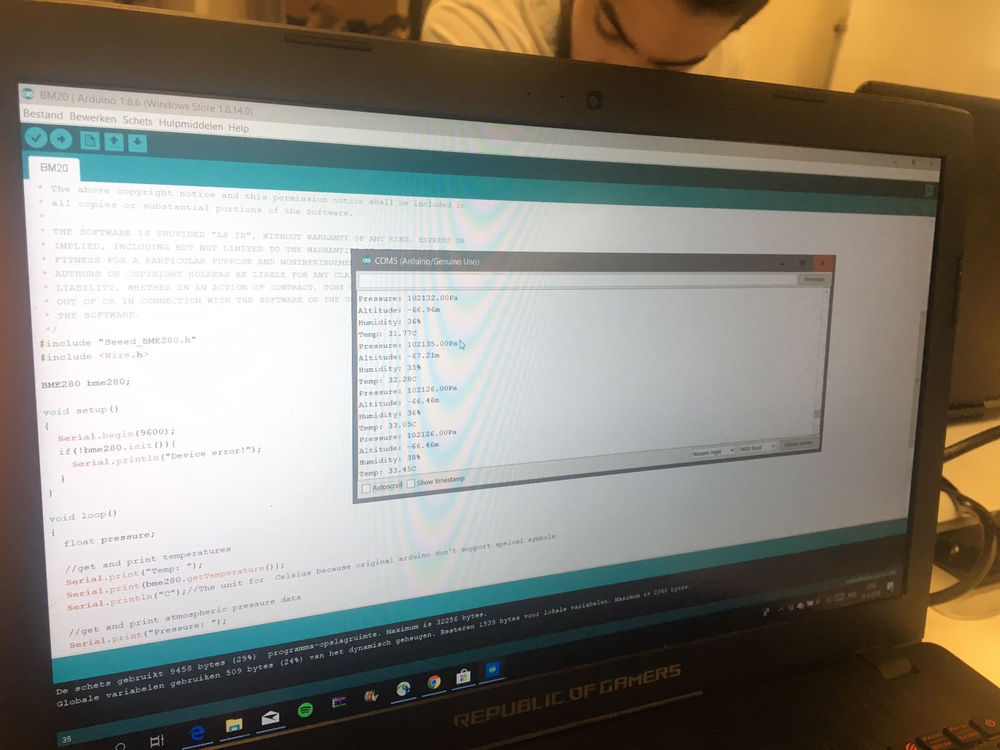 BM20 | Arduino 1.8.6 (Windows Store 1.8.14.0)
Bestand Bewerken Schets Hulpmiddelen Help
BM20
* The above copyright notice and this permission notice shall be included in
* all copies or substantial portions of the Software.
*
* THE SOFTWARE IS PROVIDED "AS IS", WITHOUT WARRANTY OF ANY KIND, EXPRESS OR
* IMPLIED, INCLUDING BUT NOT LIMITED TO THE WARRANTI
* FITNESS FOR A PARTICULAR PURPOSE AND NONINFRINGEME
* AUTHORS OR COPYRIGHT HOLDERS BE LIABLE FOR ANY CLA
* LIABILITY, WHETHER IN AN ACTION OF CONTRACT, TORT
* OUT OF OR IN CONNECTION WITH THE SOFTWARE OR THE U
* THE SOFTWARE.
*/
#include "Seeed_BME280.h"
#include <Wire.h>
BME280 bme280;
void setup()
{
Serial.begin(9600);
if(!bme280.init()){
Serial.println("Device error!");
}
}
void loop()
{
float pressure;
//get and print temperatures
Serial.print("Temp: ");
Serial.print(bme280.getTemperature());
Serial.println("C");//The unit for  Celsius because original arduino don't support speical symbols
//get and print atmospheric pressure data
Serial.print("Pressure: ");
COM5 (Arduino/Genuino Uno)
Verzenden
Pressure: 102132.00Pa
Altitude: -66.96m
Humidity: 36%
Temp: 31.77C
Pressure: 102135.00Pa
Altitude: -67.21m
Humidity: 35%
Temp: 32.28C
Pressure: 102126.00Pa
Altitude: -66.46m
Humidity: 36%
Temp: 33.05C
Pressure: 102126.00Pa
Altitude: -66.46m
Humidity: 38%
Temp: 33.45C
Autoscroll Show timestamp
Nieuwe regel 9600 baud
De schets gebruikt 9458 bytes (29%)  programma-opslagruimte. Maximum is 32256 bytes.
Globale variabelen gebruiken 509 bytes (24%) van het dynamisch geheugen. Resteren 1539 bytes voor lokale variabelen. Maximum is 2048 bytes.
35
NLD
REPUBLIC OF GAMERS